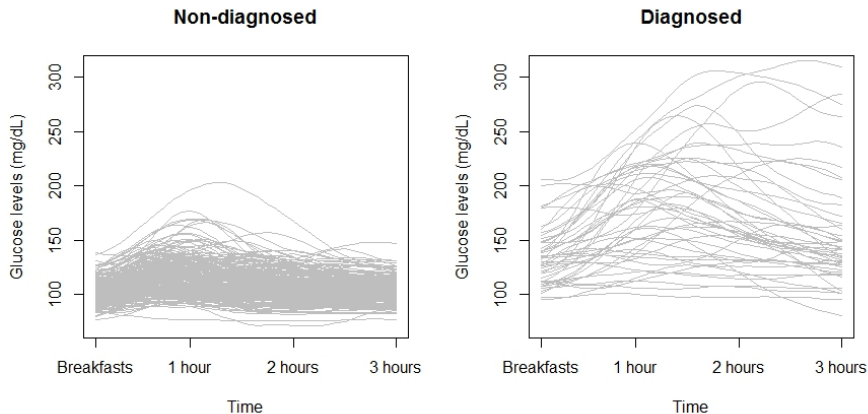 Non-diagnosed
Glucose levels (mg/dL)
300
250
200
150
100
Breakfasts 1 hour 2 hours 3 hours
Time
Diagnosed
Glucose levels (mg/dL)
300
250
200
150
100
Breakfasts 1 hour 2 hours 3 hours
Time